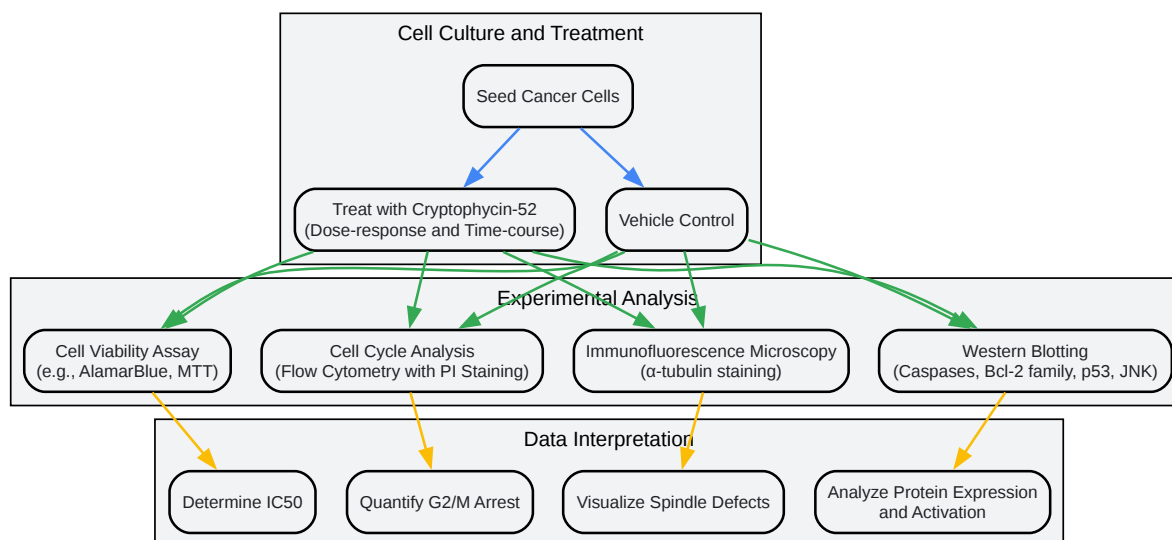 Cell Culture and Treatment
Seed Cancer Cells
Treat with Cryptophycin-52
(Dose-response and Time-course)
Vehicle Control
Experimental Analysis
Cell Viability Assay
(e.g., AlamarBlue, MTT)
Cell Cycle Analysis
(Flow Cytometry with PI Staining)
Immunofluorescence Microscopy
(α-tubulin staining)
Western Blotting
(Caspases, Bcl-2 family, p53, JNK)
Data Interpretation
Determine IC50
Quantify G2/M Arrest
Visualize Spindle Defects
Analyze Protein Expression
and Activation